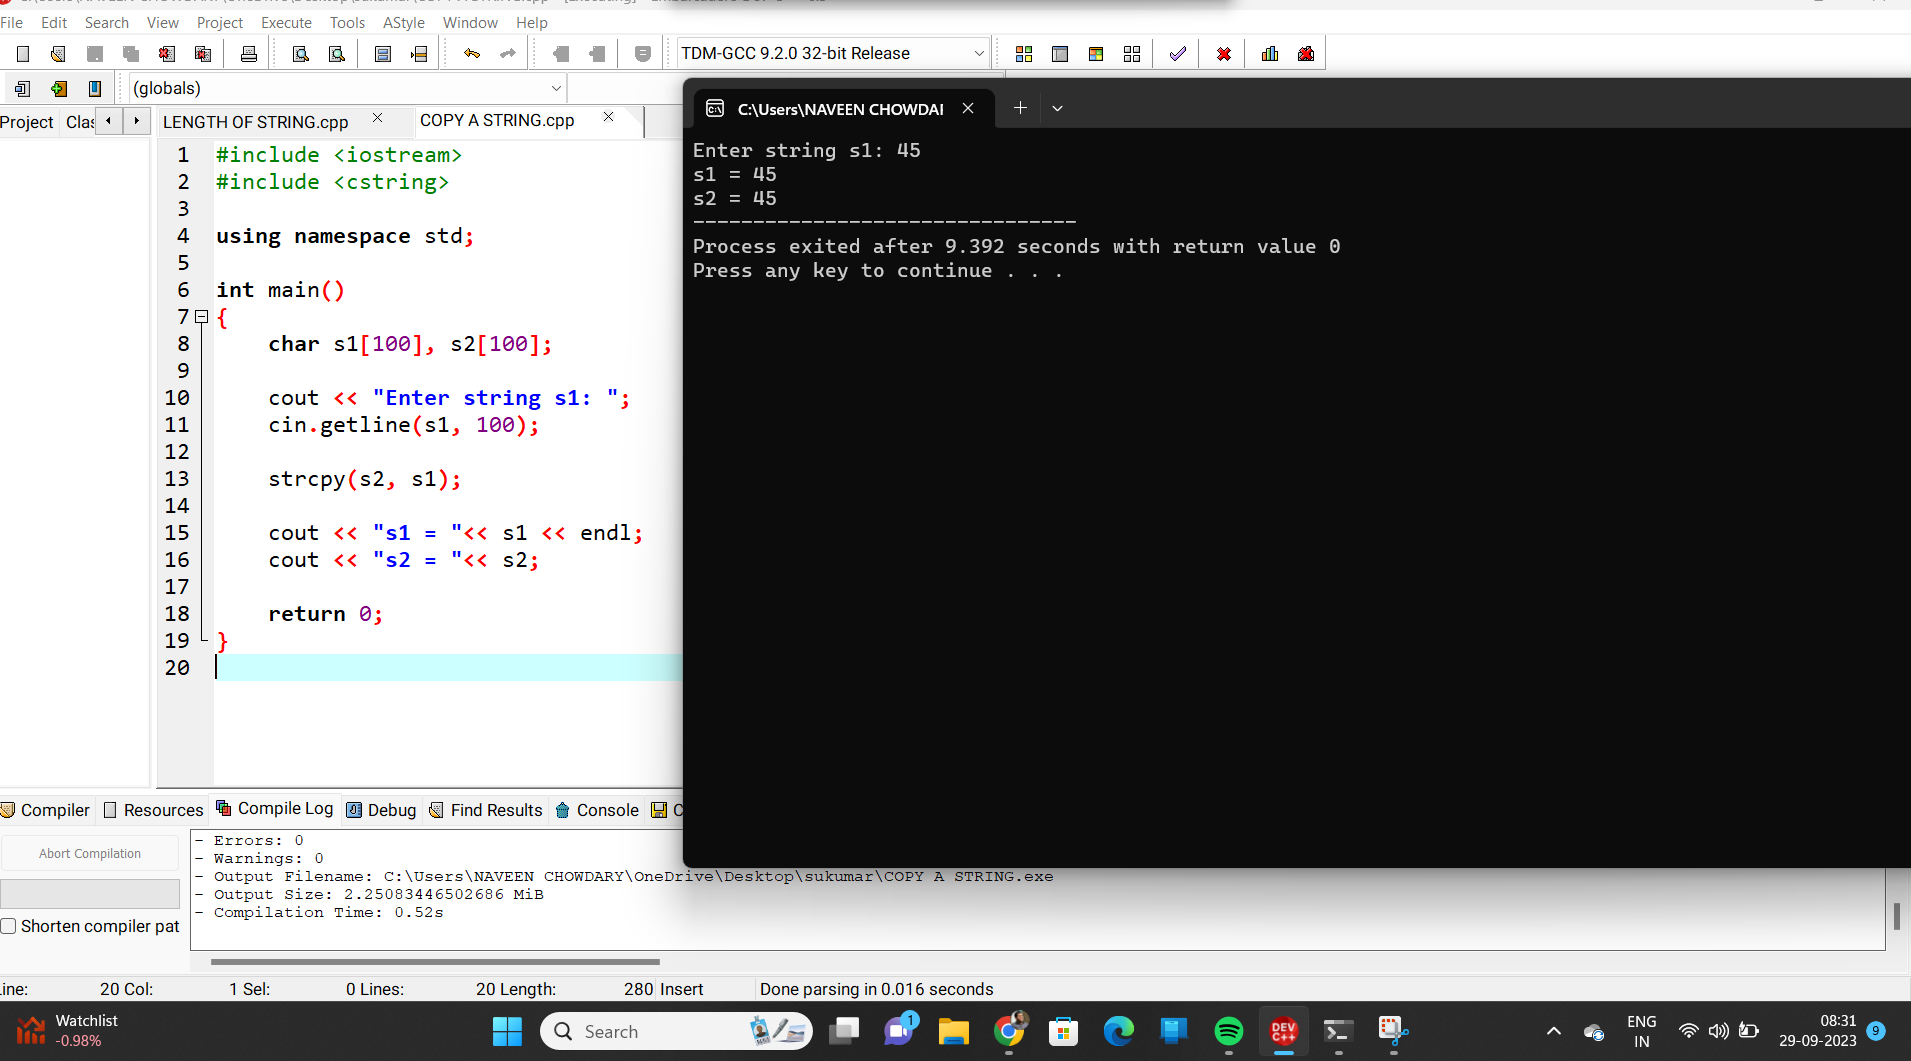 File Edit Search View Project Execute Tools AStyle Window Help
TDM-GCC 9.2.0 32-bit Release
(globals)
Project Clas
LENGTH OF STRING.cpp
COPY A STRING.cpp
1 #include <iostream>
2 #include <cstring>
3
4 using namespace std;
5
6 int main()
7 {
8 char s1[100], s2[100];
9
10 cout << "Enter string s1: ";
11 cin.getline(s1, 100);
12
13 strcpy(s2, s1);
14
15 cout << "s1 = "<< s1 << endl;
16 cout << "s2 = "<< s2;
17
18 return 0;
19 }
20
C:\Users\NAVEEN CHOWDAI
Enter string s1: 45
s1 = 45
s2 = 45
--------------------------------
Process exited after 9.392 seconds with return value 0
Press any key to continue . . .
Compiler Resources Compile Log Debug Find Results Console C
Abort Compilation
Shorten compiler pat
- Errors: 0
- Warnings: 0
- Output Filename: C:\Users\NAVEEN CHOWDARY\OneDrive\Desktop\sukumar\COPY A STRING.exe
- Output Size: 2.25083446502686 MiB
- Compilation Time: 0.52s
ine: 20 Col: 1 Sel: 0 Lines: 20 Length: 280 Insert Done parsing in 0.016 seconds
Watchlist
-0.98%
Search
1
DEV
C++
ENG
IN
08:31
29-09-2023
9